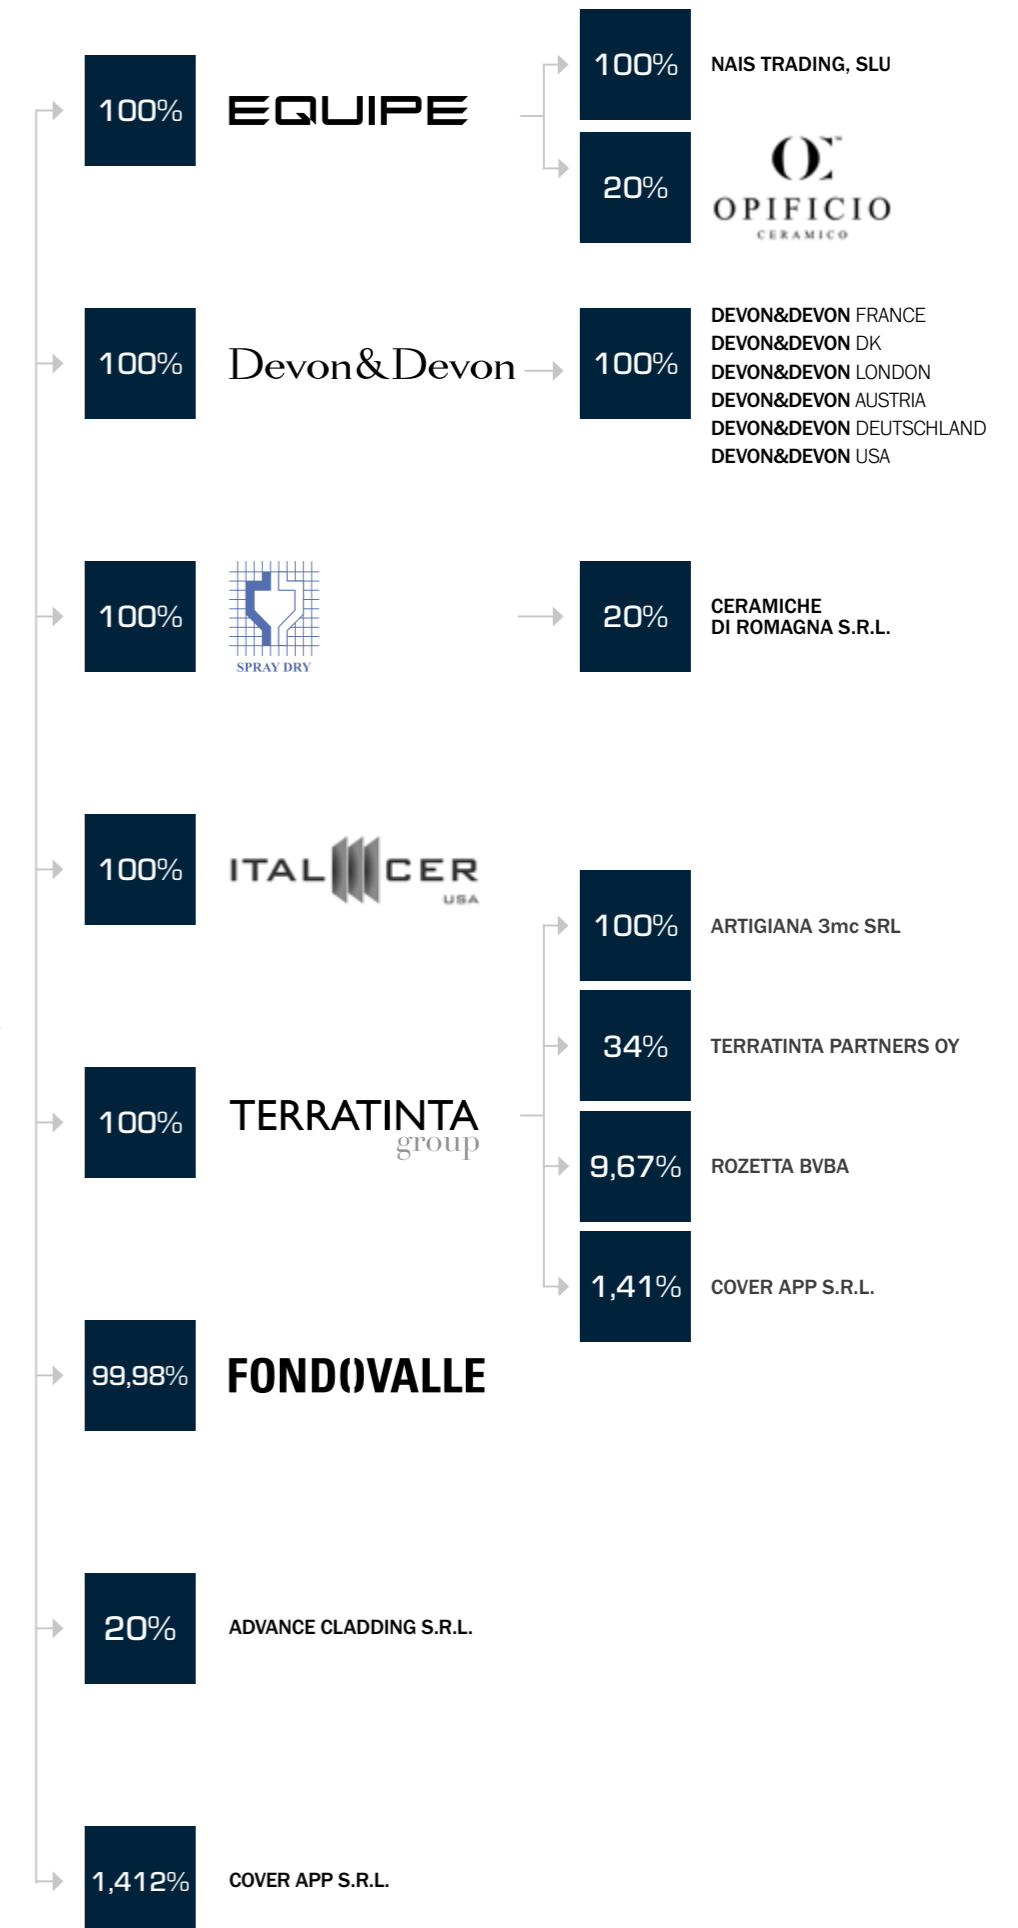 100%
EQUIPE
100%
NAIS TRADING, SLU
20%
OE™
OPIFICIO
CERAMICO
100%
Devon&Devon
100%
DEVON&DEVON FRANCE
DEVON&DEVON DK
DEVON&DEVON LONDON
DEVON&DEVON AUSTRIA
DEVON&DEVON DEUTSCHLAND
DEVON&DEVON USA
100%
SPRAY DRY
20%
CERAMICHE
DI ROMAGNA S.R.L.
100%
ITALCER
USA
100%
TERRATINTA
group
100%
ARTIGIANA 3mc SRL
34%
TERRATINTA PARTNERS OY
9,67%
ROZETTA BVBA
1,41%
COVER APP S.R.L.
99,98%
FONDOVALLE
20%
ADVANCE CLADDING S.R.L.
1,412%
COVER APP S.R.L.